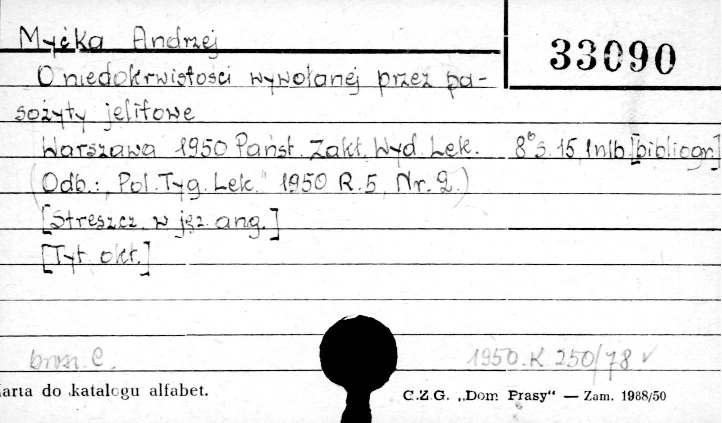 Myćka Andrzej
33090
O niedokrwistości wywołanej przez pa-
sożyty jelitowe
Warszawa 1950 Państ. Zakł. Wyd. Lek. 8° s. 15, 1nlb. [bibliogr.]
(Odb.: „Pol. Tyg. Lek." 1950 R. 5, Nr. 2.)
[Streszcz. w jęz. ang.]
[Tyt. okł.]
brosz. C. 1950.K.250/78 v
Karta do katalogu alfabet.
C.Z.G. „Dom Prasy" — Zam. 1988/50